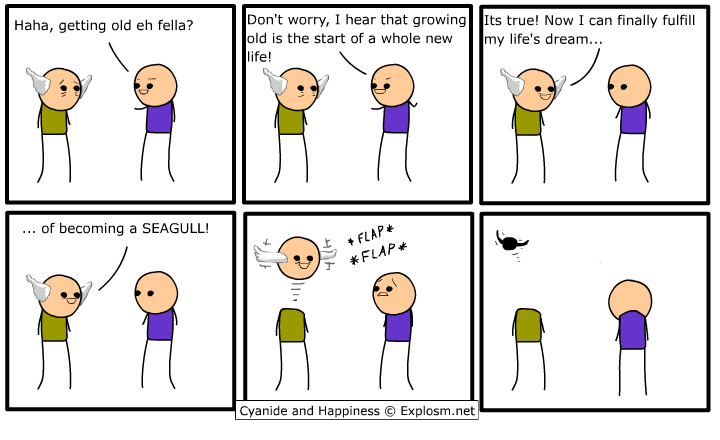 Haha, getting old eh fella?
Don't worry, I hear that growing
old is the start of a whole new
life!
Its true! Now I can finally fulfill
my life's dream...
... of becoming a SEAGULL!
*FLAP*
*FLAP*
Cyanide and Happiness © Explosm.net